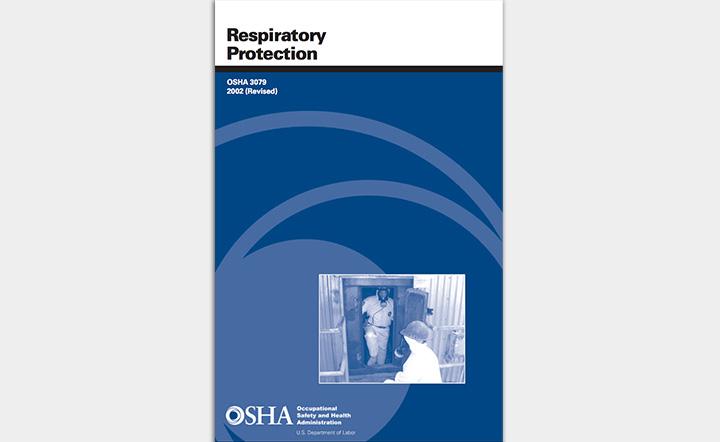 Respiratory
Protection
OSHA 3079
2002 (Revised)
OSHA
Occupational
Safety and Health
Administration
U.S. Department of Labor